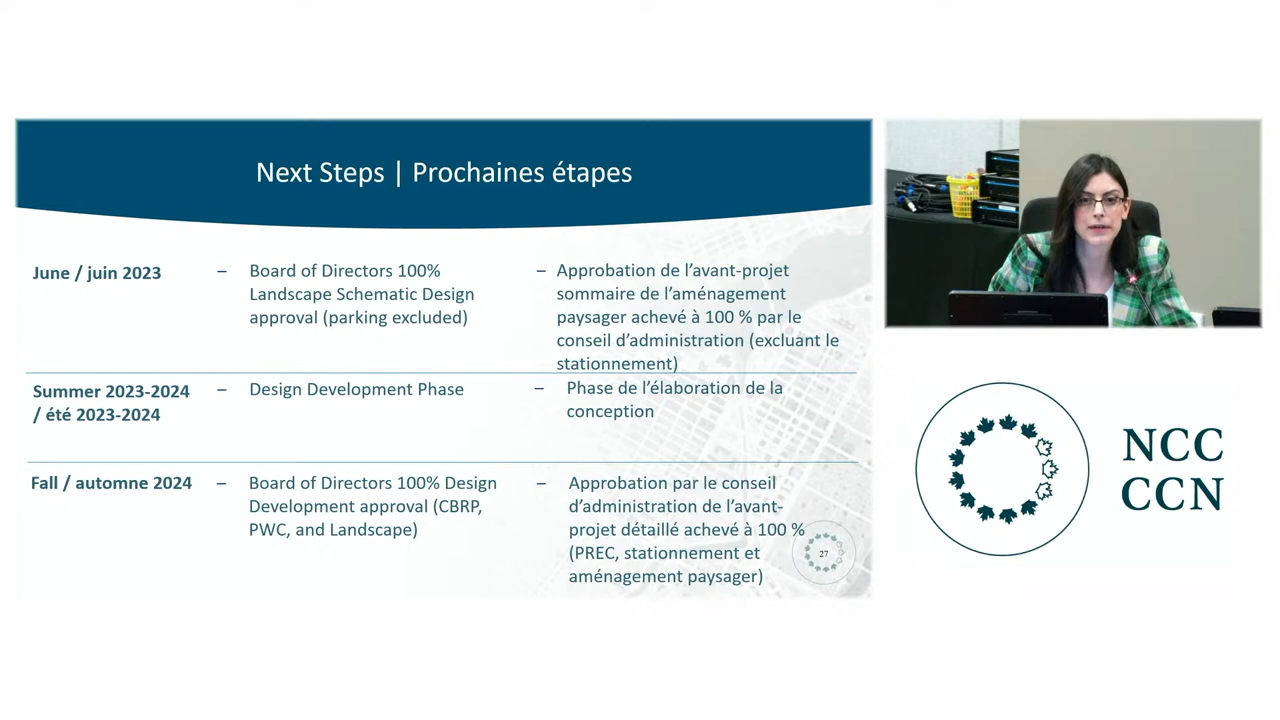 Next Steps | Prochaines étapes
June / juin 2023
– Board of Directors 100%
Landscape Schematic Design
approval (parking excluded)
– Approbation de l’avant-projet
sommaire de l’aménagement
paysager achevé à 100 % par le
conseil d’administration (excluant le
stationnement)
Summer 2023-2024
/ été 2023-2024
– Design Development Phase
– Phase de l’élaboration de la
conception
Fall / automne 2024
– Board of Directors 100% Design
Development approval (CBRP,
PWC, and Landscape)
– Approbation par le conseil
d’administration de l’avant-
projet détaillé achevé à 100 %
(PREC, stationnement et
aménagement paysager)
27
NCC
CCN